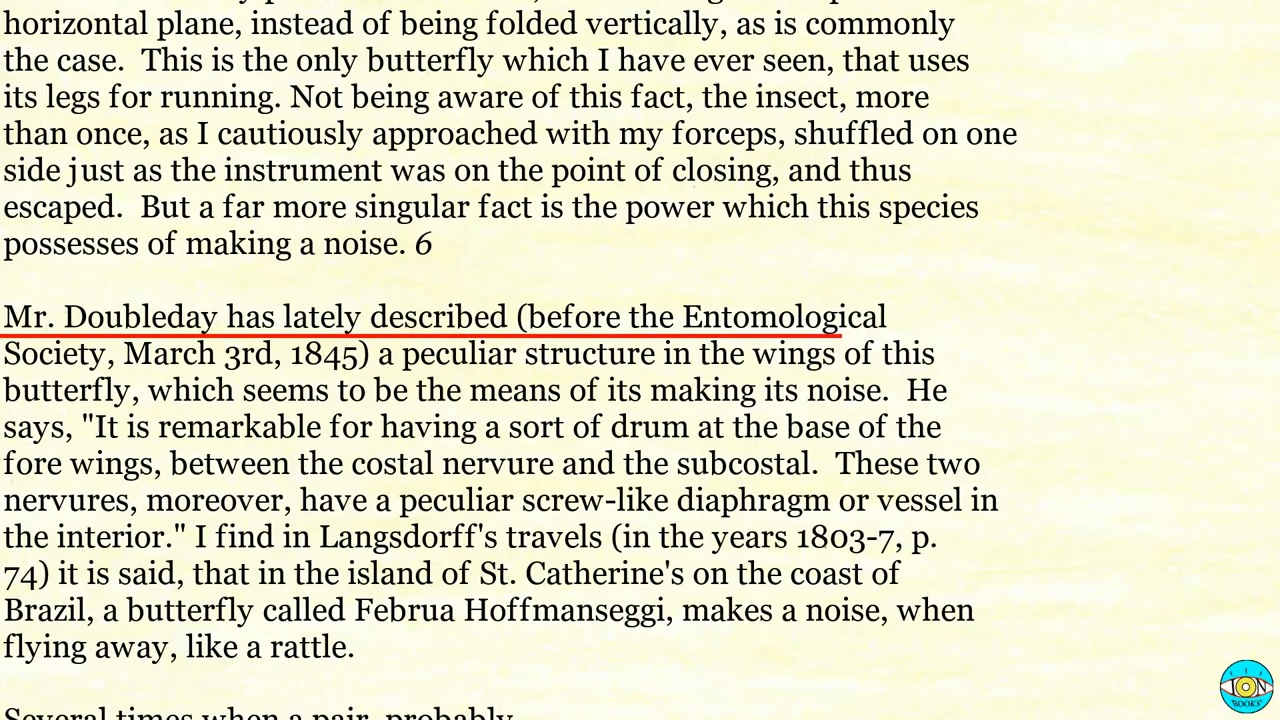 horizontal plane, instead of being folded vertically, as is commonly
the case.  This is the only butterfly which I have ever seen, that uses
its legs for running. Not being aware of this fact, the insect, more
than once, as I cautiously approached with my forceps, shuffled on one
side just as the instrument was on the point of closing, and thus
escaped.  But a far more singular fact is the power which this species
possesses of making a noise. 6
Mr. Doubleday has lately described (before the Entomological
Society, March 3rd, 1845) a peculiar structure in the wings of this
butterfly, which seems to be the means of its making its noise.  He
says, "It is remarkable for having a sort of drum at the base of the
fore wings, between the costal nervure and the subcostal.  These two
nervures, moreover, have a peculiar screw-like diaphragm or vessel in
the interior." I find in Langsdorff's travels (in the years 1803-7, p.
74) it is said, that in the island of St. Catherine's on the coast of
Brazil, a butterfly called Februa Hoffmanseggi, makes a noise, when
flying away, like a rattle.
Several times when a pair, probably
ION
BOOKS